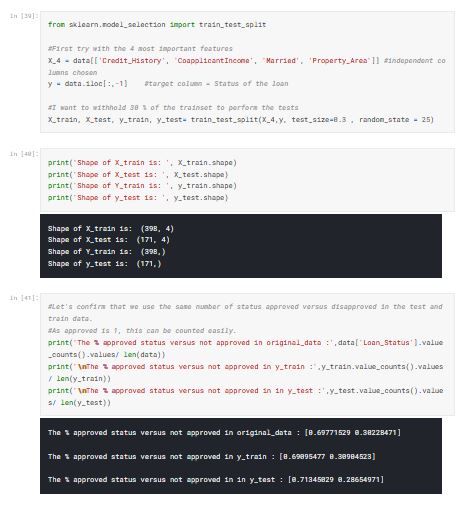 In [39]:
from sklearn.model_selection import train_test_split
#First try with the 4 most important features
X_4 = data[['Credit_History', 'CoapplicantIncome', 'Married', 'Property_Area']] #independent co
lumns chosen
y = data.iloc[:,-1]    #target column = Status of the loan
#I want to withhold 30 % of the trainset to perform the tests
X_train, X_test, y_train, y_test= train_test_split(X_4,y, test_size=0.3 , random_state = 25)
In [40]:
print('Shape of X_train is: ', X_train.shape)
print('Shape of X_test is: ', X_test.shape)
print('Shape of Y_train is: ', y_train.shape)
print('Shape of y_test is: ', y_test.shape)
Shape of X_train is:  (398, 4)
Shape of X_test is:  (171, 4)
Shape of Y_train is:  (398,)
Shape of y_test is:  (171,)
In [41]:
#Let's confirm that we use the same number of status approved versus disapproved in the test and
train data.
#As approved is 1, this can be counted easily.
print('The % approved status versus not approved in original_data :',data['Loan_Status'].value
_counts().values/ len(data))
print('\nThe % approved status versus not approved in y_train :',y_train.value_counts().values
/ len(y_train))
print('\nThe % approved status versus not approved in in y_test :',y_test.value_counts().value
s/ len(y_test))
The % approved status versus not approved in original_data : [0.69771529 0.30228471]
The % approved status versus not approved in y_train : [0.69095477 0.30904523]
The % approved status versus not approved in in y_test : [0.71345029 0.28654971]